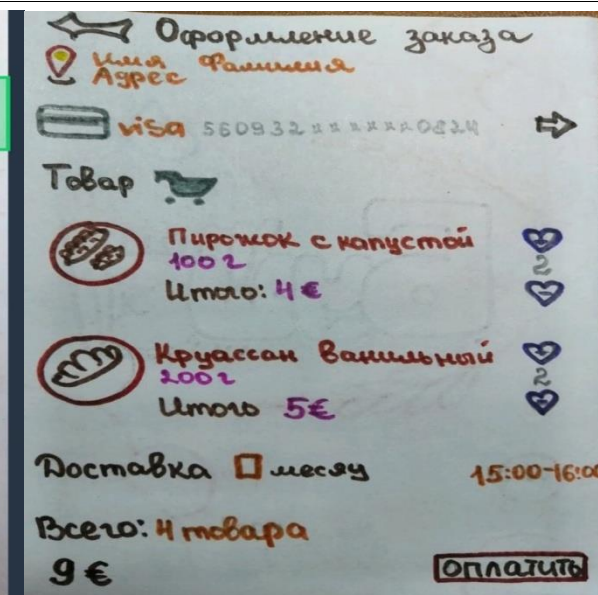 Оформление заказа
Имя Фамилия
Адрес
visa 560932*******0824
Товар
Пирожок с капустой
100 г
2
Итого: 4 €
Круассан Ванильный
200 г
2
Итого 5€
Доставка месяц 15:00-16:00
Всего: 4 товара
9 €
оплатить